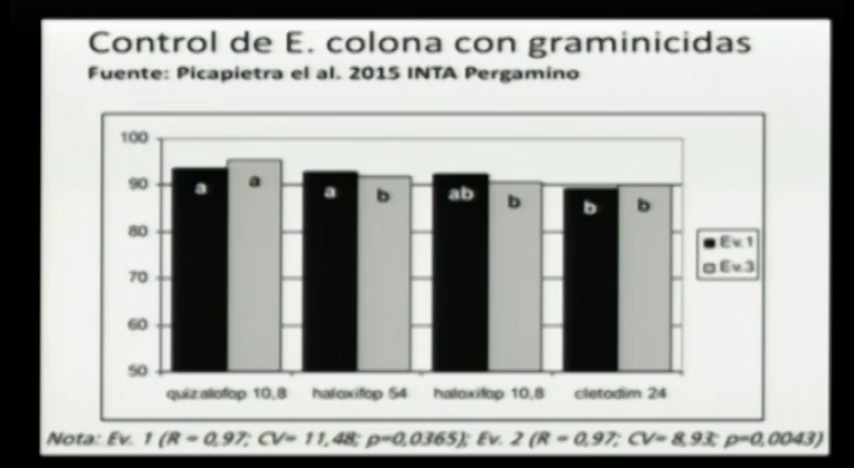 Control de E. colona con graminicidas
Fuente: Picapietra el al. 2015 INTA Pergamino
100
90
80
70
60
50
a a a b ab b b b
Ev.1
Ev.3
quizalofop 10,8 haloxifop 54 haloxifop 10,8 cletodim 24
Nota: Ev. 1 (R = 0,97; CV= 11,48; p=0,0365); Ev. 2 (R = 0,97; CV= 8,93; p=0,0043)